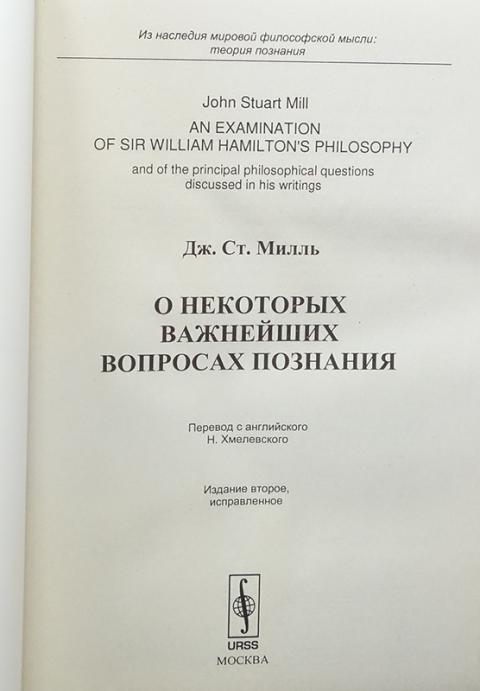 Из наследия мировой философской мысли:
теория познания
John Stuart Mill
AN EXAMINATION
OF SIR WILLIAM HAMILTON'S PHILOSOPHY
and of the principal philosophical questions
discussed in his writings
Дж. Ст. Милль
О НЕКОТОРЫХ
ВАЖНЕЙШИХ
ВОПРОСАХ ПОЗНАНИЯ
Перевод с английского
Н. Хмелевского
Издание второе,
исправленное
URSS
МОСКВА